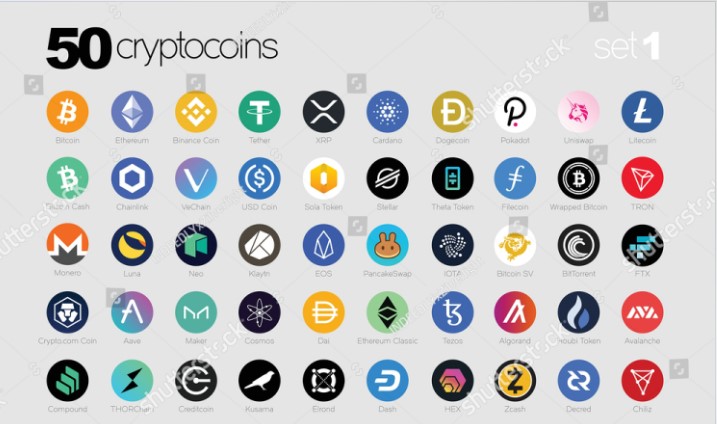 50 cryptocoins
set 1
Bitcoin Ethereum Binance Coin Tether XRP Cardano Dogecoin Pokadot Uniswap Litecoin
Cash Chainlink VeChain USD Coin Sola Token Stellar Theta Token Filecoin Wrapped Bitcoin TRON
Monero Luna Neo Klaytn EOS PancakeSwap IOTA Bitcoin SV BitTorrent FTX
Crypto.com Coin Aave Maker Cosmos Dai Ethereum Classic Tezos Algorand Huobi Token Avalanche
Compound THORChain Creditcoin Kusama Elrond Dash HEX Zcash Decred Chiliz
shutterstock